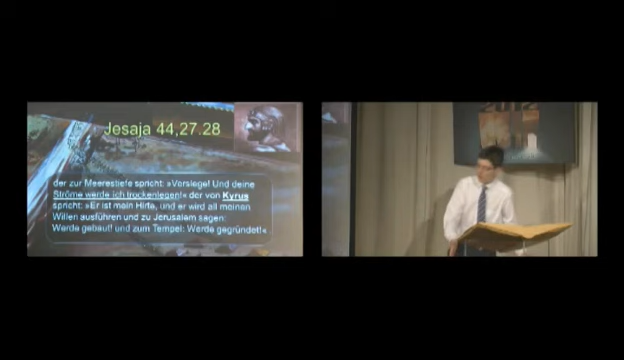 Jesaja 44,27.28
der zur Meerestiefe spricht: »Versiege! Und deine
Ströme werde ich trockenlegen!« der von Kyrus
spricht: »Er ist mein Hirte, und er wird all meinen
Willen ausführen und zu Jerusalem sagen:
Werde gebaut! und zum Tempel: Werde gegründet!«
2012